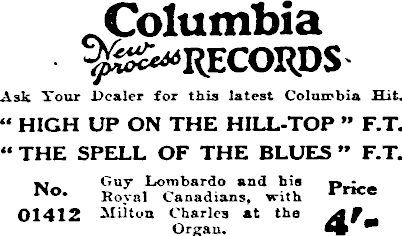 Columbia
New process RECORDS
Ask Your Dealer for this latest Columbia Hit.
"HIGH UP ON THE HILL-TOP" F.T.
"THE SPELL OF THE BLUES" F.T.
No. 01412
Guy Lombardo and his
Royal Canadians, with
Milton Charles at the
Organ.
Price 4/-